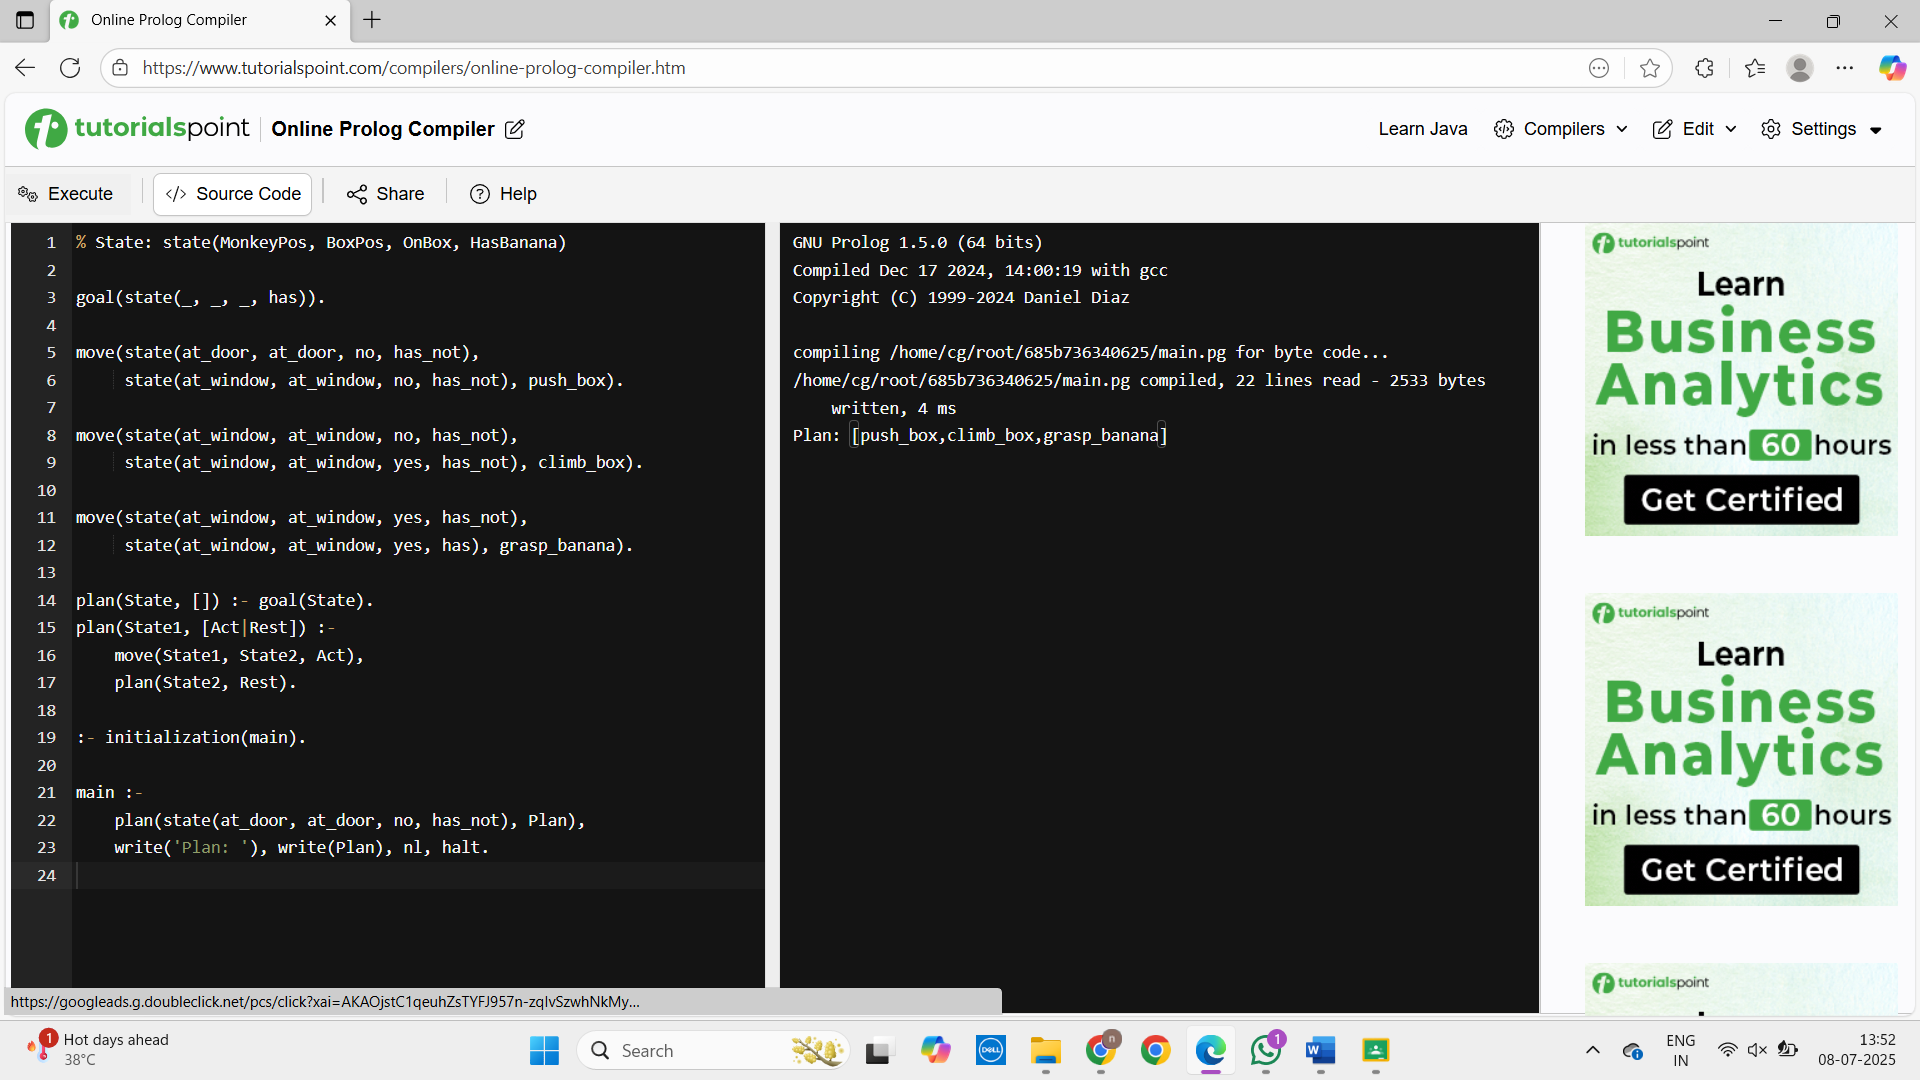 Online Prolog Compiler
https://www.tutorialspoint.com/compilers/online-prolog-compiler.htm
tutorialspoint
Online Prolog Compiler
Learn Java
Compilers
Edit
Settings
Execute
</> Source Code
Share
Help
1 % State: state(MonkeyPos, BoxPos, OnBox, HasBanana)
2
3 goal(state(_, _, _, has)).
4
5 move(state(at_door, at_door, no, has_not),
6      state(at_window, at_window, no, has_not), push_box).
7
8 move(state(at_window, at_window, no, has_not),
9      state(at_window, at_window, yes, has_not), climb_box).
10
11 move(state(at_window, at_window, yes, has_not),
12      state(at_window, at_window, yes, has), grasp_banana).
13
14 plan(State, []) :- goal(State).
15 plan(State1, [Act|Rest]) :-
16     move(State1, State2, Act),
17     plan(State2, Rest).
18
19 :- initialization(main).
20
21 main :-
22     plan(state(at_door, at_door, no, has_not), Plan),
23     write('Plan: '), write(Plan), nl, halt.
24
GNU Prolog 1.5.0 (64 bits)
Compiled Dec 17 2024, 14:00:19 with gcc
Copyright (C) 1999-2024 Daniel Diaz
compiling /home/cg/root/685b736340625/main.pg for byte code...
/home/cg/root/685b736340625/main.pg compiled, 22 lines read - 2533 bytes
written, 4 ms
Plan: [push_box,climb_box,grasp_banana]
tutorialspoint
Learn
Business
Analytics
in less than 60 hours
Get Certified
tutorialspoint
Learn
Business
Analytics
in less than 60 hours
Get Certified
tutorialspoint
https://googleads.g.doubleclick.net/pcs/click?xai=AKAOjstC1qeuhZsTYFJ957n-zqlvSzwhNkMy...
1
Hot days ahead
38°C
Search
DELL
n
1
W
ENG
IN
13:52
08-07-2025